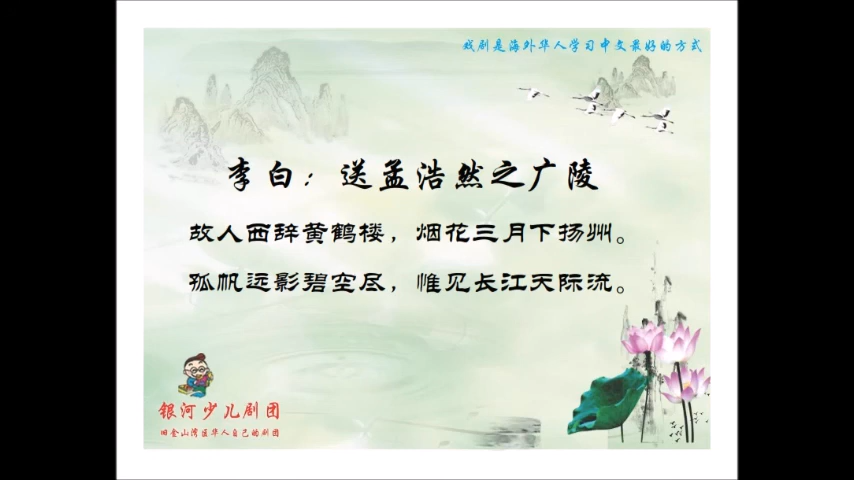 戏剧是海外华人学习中文最好的方式
李白：送孟浩然之广陵
故人西辞黄鹤楼，烟花三月下扬州。
孤帆远影碧空尽，惟见长江天际流。
银河少儿剧团
旧金山湾区华人自己的剧团